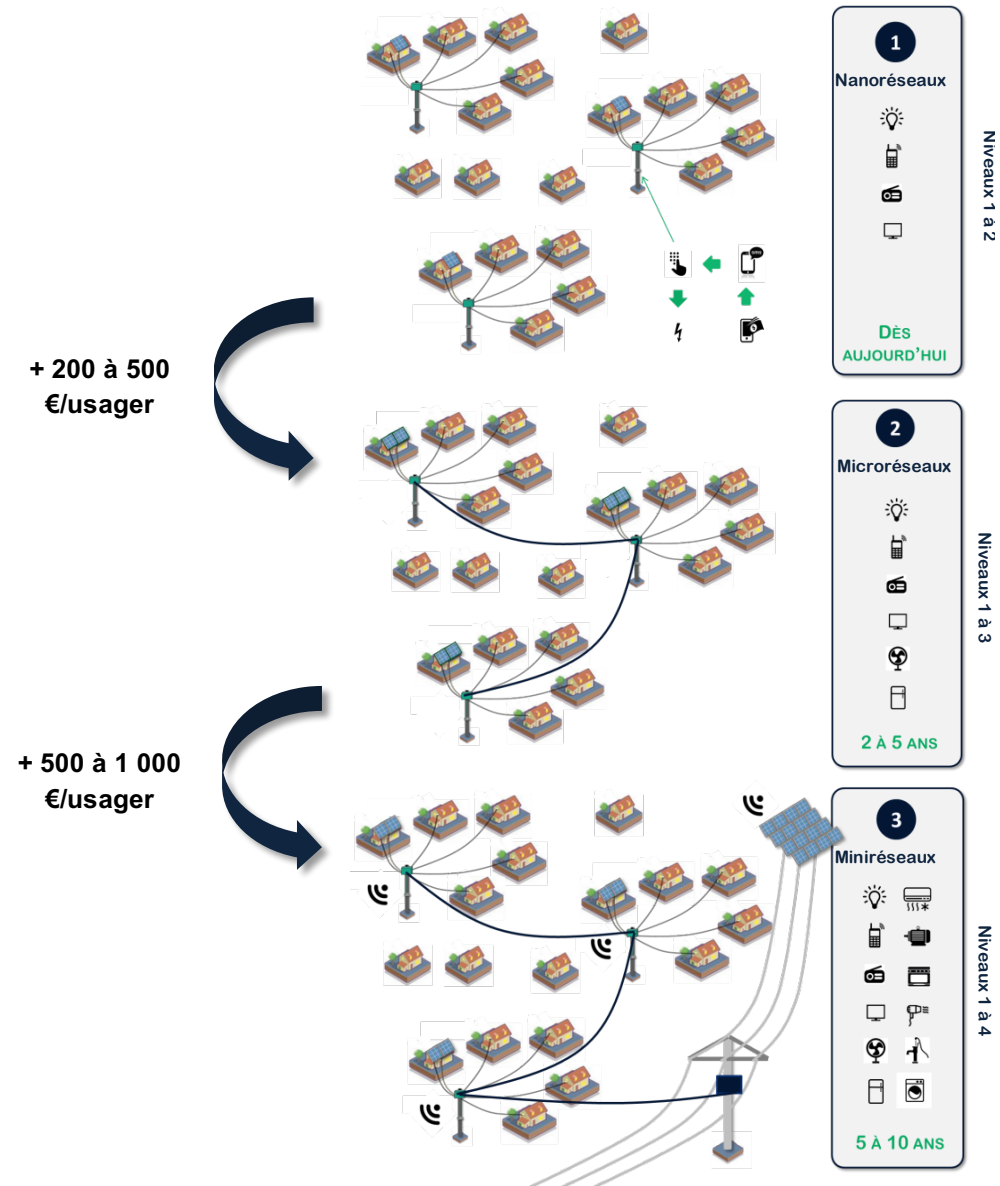 1
Nanoréseaux
Niveaux 1 à 2
DÈS
AUJOURD'HUI
+ 200 à 500
€/usager
2
Microréseaux
Niveaux 1 à 3
2 À 5 ANS
+ 500 à 1 000
€/usager
3
Miniréseaux
Niveaux 1 à 4
5 À 10 ANS